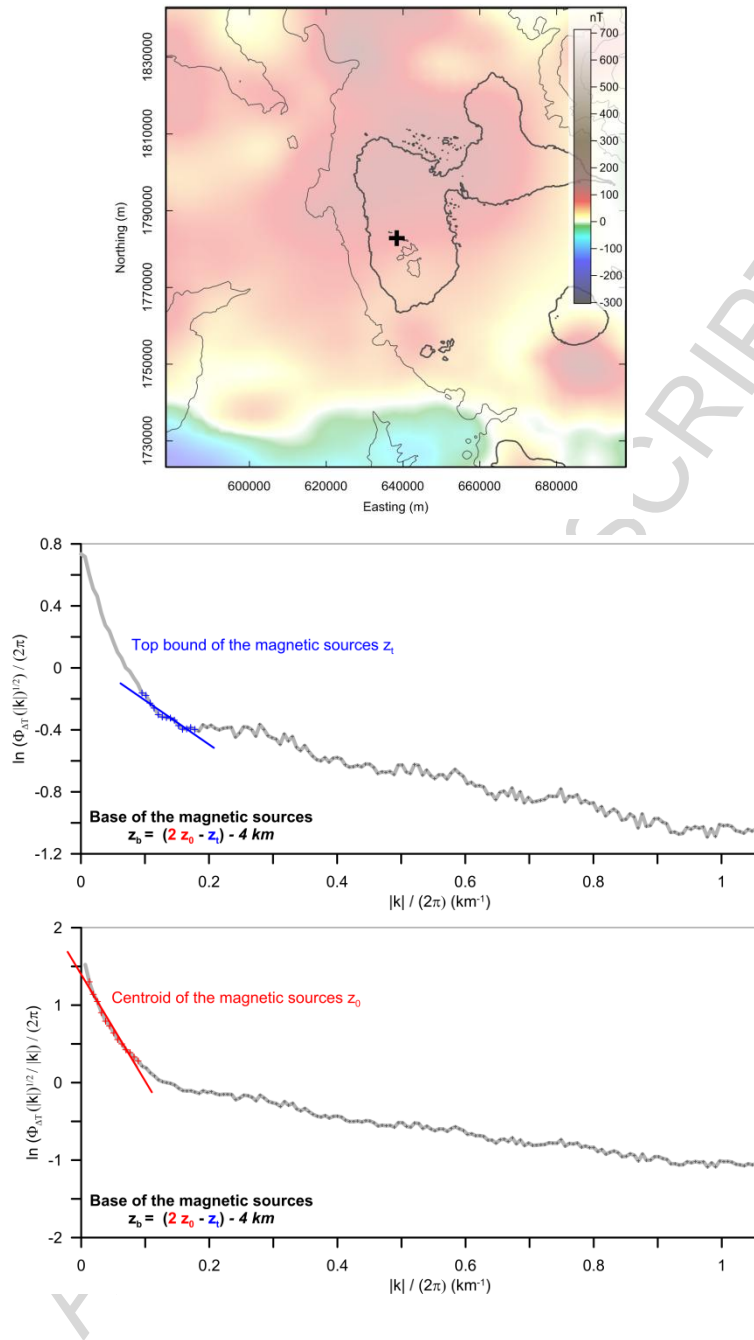 nT
700
600
500
400
300
200
100
0
-100
-200
-300
1830000
1810000
1790000
1770000
1750000
1730000
Northing (m)
600000 620000 640000 660000 680000
Easting (m)
SCRIPT
0.8
0.4
0
-0.4
-0.8
-1.2
ln (Φ_ΔT (|k|)^1/2) / (2π)
Top bound of the magnetic sources z_t
Base of the magnetic sources
z_b = (2 z_0 - z_t) - 4 km
0 0.2 0.4 0.6 0.8 1
|k| / (2π) (km⁻¹)
2
1
0
-1
-2
ln (Φ_ΔT (|k|)^1/2 / |k|) / (2π)
Centroid of the magnetic sources z_0
Base of the magnetic sources
z_b = (2 z_0 - z_t) - 4 km
0 0.2 0.4 0.6 0.8 1
|k| / (2π) (km⁻¹)